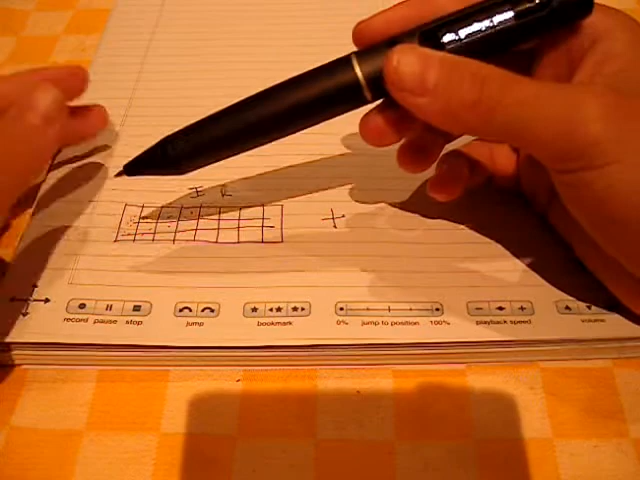 record pause stop
jump
bookmark
0% jump to position 100%
playback speed
volume